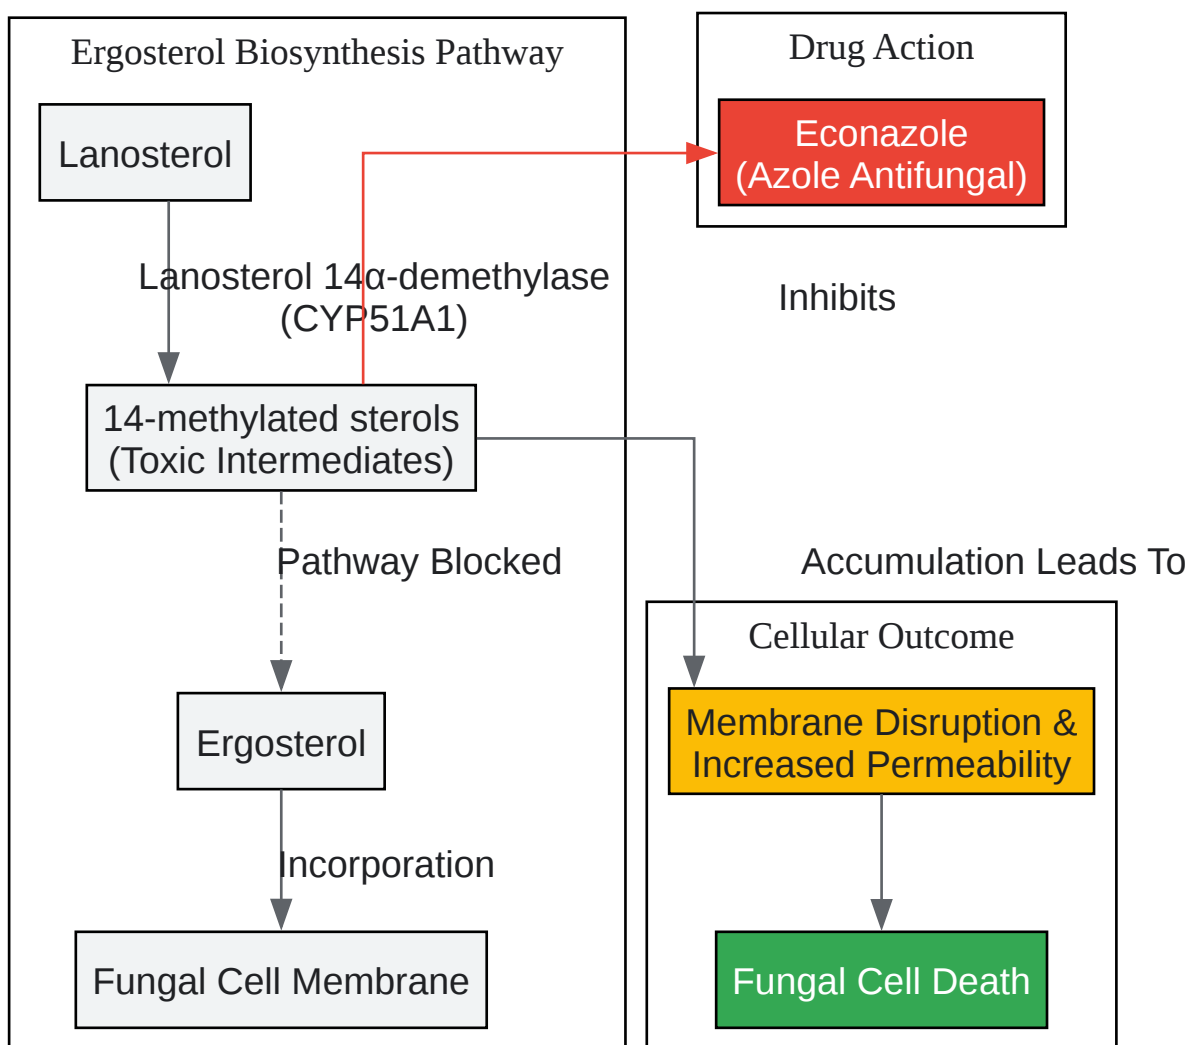 Ergosterol Biosynthesis Pathway
Drug Action
Lanosterol
Econazole
(Azole Antifungal)
Lanosterol 14α-demethylase
(CYP51A1)
Inhibits
14-methylated sterols
(Toxic Intermediates)
Pathway Blocked
Accumulation Leads To
Cellular Outcome
Ergosterol
Membrane Disruption &
Increased Permeability
Incorporation
Fungal Cell Membrane
Fungal Cell Death